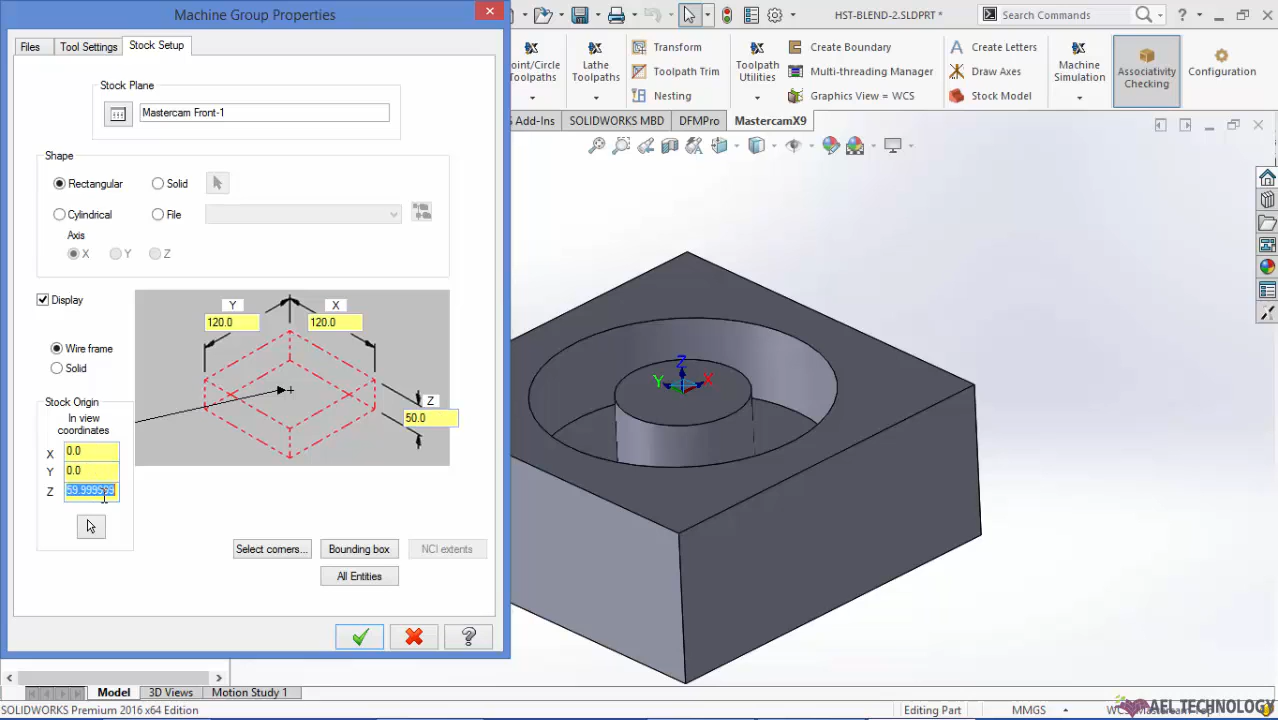 Machine Group Properties
HST-BLEND-2.SLDPRT *
Search Commands
Files
Tool Settings
Stock Setup
Stock Plane
Mastercam Front-1
Shape
Rectangular
Solid
Cylindrical
File
Axis
X
Y
Z
Display
Wire frame
Solid
Y
X
120.0
120.0
Z
50.0
Stock Origin
In view
coordinates
X
0.0
Y
0.0
Z
Select corners...
Bounding box
NCI extents
All Entities
oint/Circle
Toolpaths
Lathe
Toolpaths
Transform
Toolpath Trim
Nesting
Toolpath
Utilities
Create Boundary
Multi-threading Manager
Graphics View = WCS
Create Letters
Draw Axes
Stock Model
Machine
Simulation
Associativity
Checking
Configuration
Add-Ins
SOLIDWORKS MBD
DFMPro
MastercamX9
Z
Y
X
Model
3D Views
Motion Study 1
SOLIDWORKS Premium 2016 x64 Edition
Editing Part
MMGS
AEL TECHNOLOGY